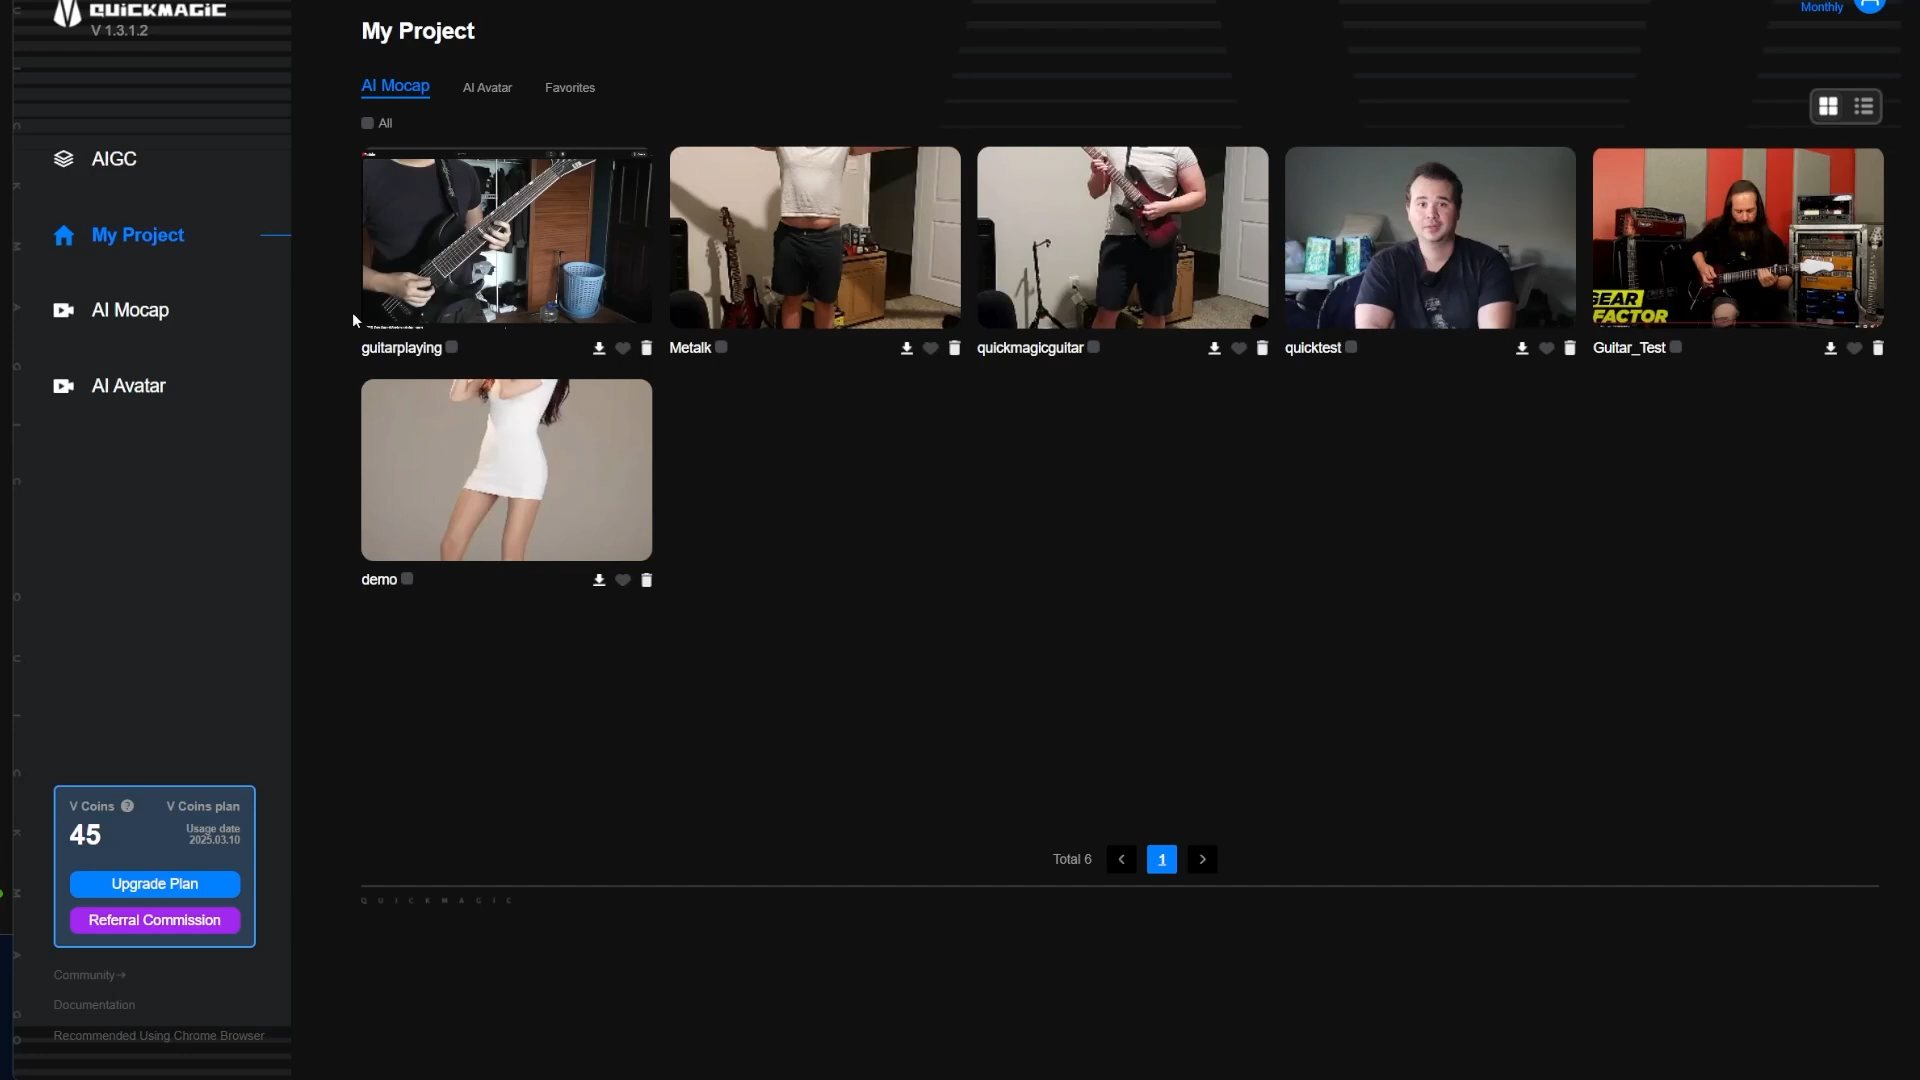 QUICKMAGIC
V 1.3.1.2
Monthly
My Project
AI Mocap
AI Avatar
Favorites
All
AIGC
My Project
AI Mocap
AI Avatar
GEAR
FACTOR
guitarplaying
Metalk
quickmagicguitar
quicktest
Guitar_Test
demo
V Coins ?
V Coins plan
45
Usage date
2025.03.10
Upgrade Plan
Referral Commission
Total 6
1
QUICKMAGIC
Community→
Documentation
Recommended Using Chrome Browser